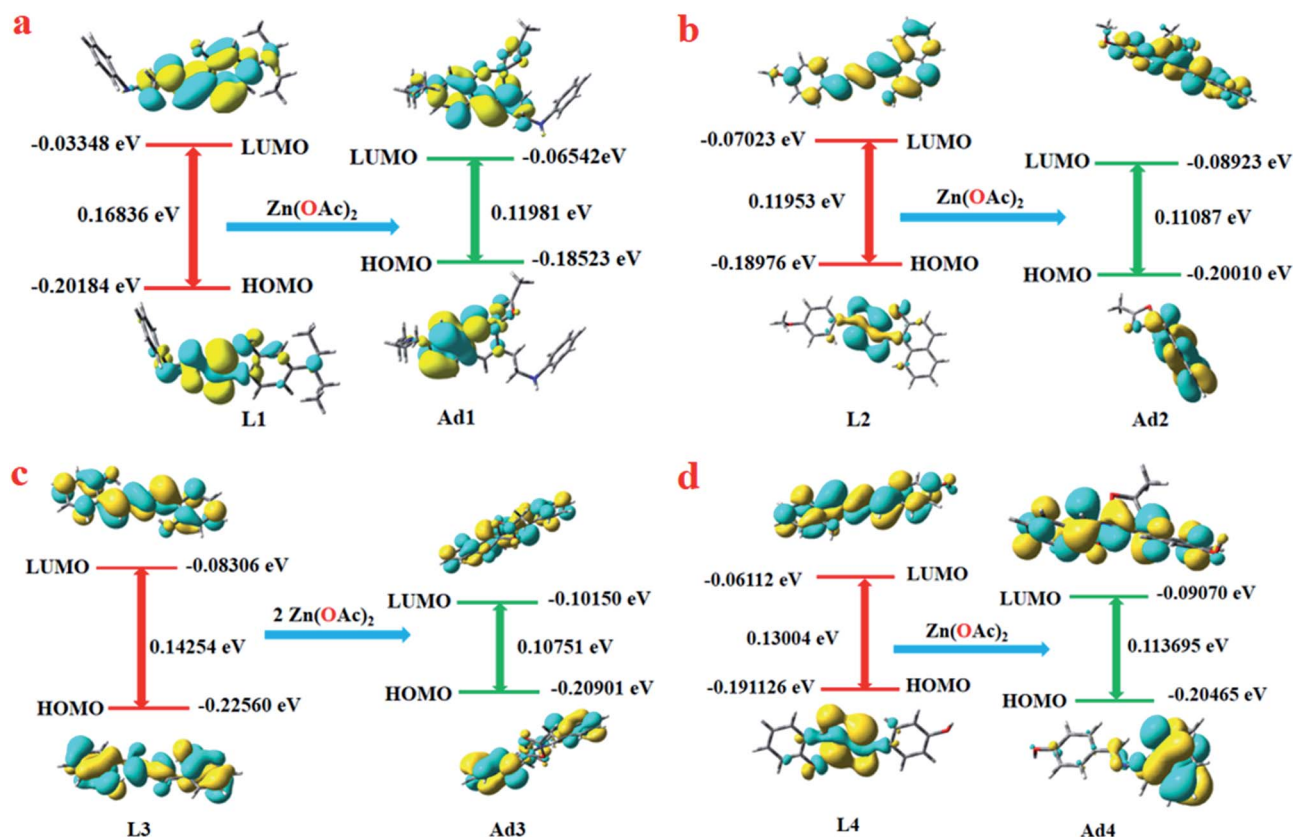 a
-0.03348 eV
LUMO
0.16836 eV
-0.20184 eV
HOMO
L1
Zn(OAc)2
LUMO
-0.06542eV
0.11981 eV
HOMO
-0.18523 eV
Ad1
b
-0.07023 eV
LUMO
0.11953 eV
-0.18976 eV
HOMO
L2
Zn(OAc)2
LUMO
-0.08923 eV
0.11087 eV
HOMO
-0.20010 eV
Ad2
c
LUMO
-0.08306 eV
0.14254 eV
HOMO
-0.22560 eV
L3
2 Zn(OAc)2
LUMO
-0.10150 eV
0.10751 eV
HOMO
-0.20901 eV
Ad3
d
-0.06112 eV
LUMO
0.13004 eV
-0.191126 eV
HOMO
L4
Zn(OAc)2
LUMO
-0.09070 eV
0.113695 eV
HOMO
-0.20465 eV
Ad4